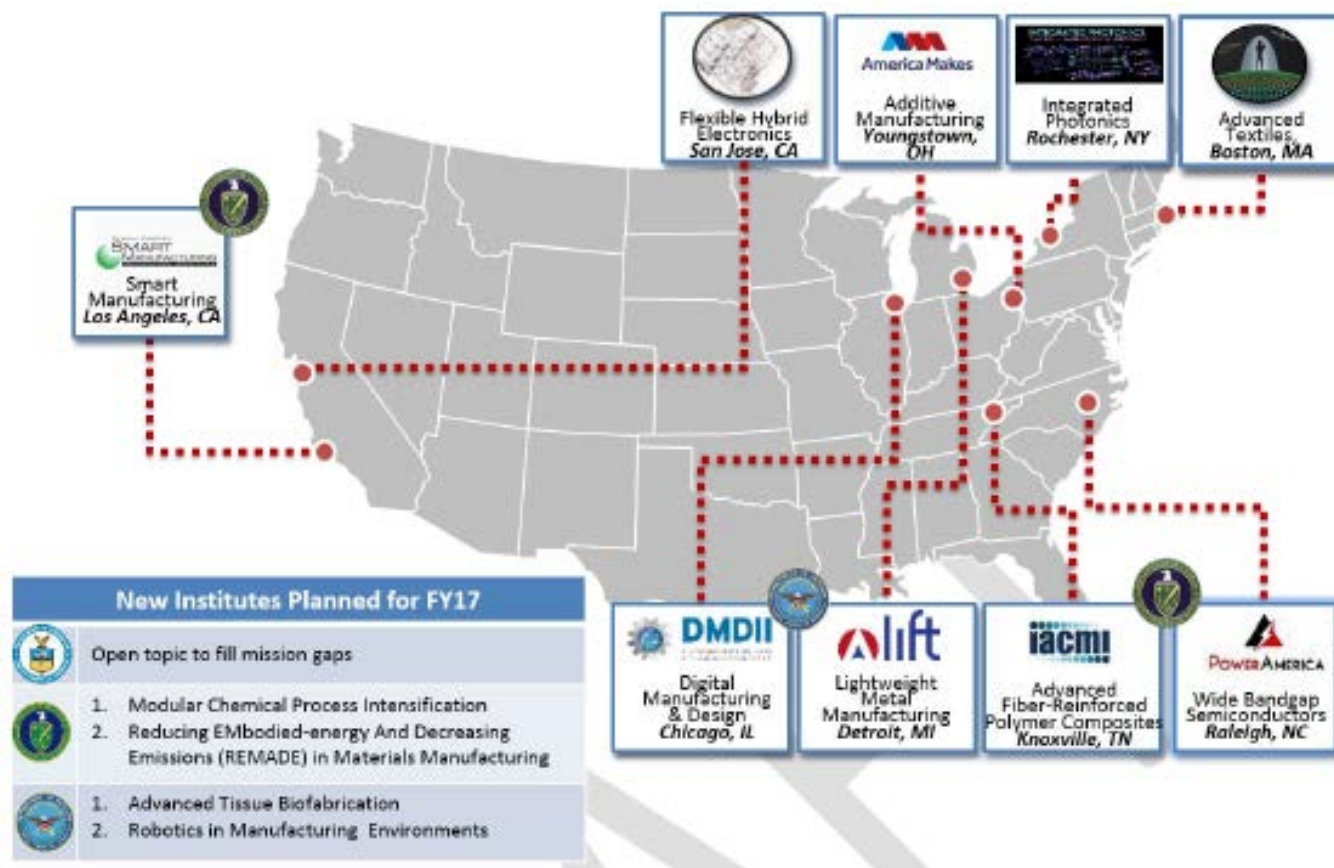 Flexible Hybrid
Electronics
San Jose, CA
America Makes
Additive
Manufacturing
Youngstown,
OH
INTEGRATED PHOTONICS
Integrated
Photonics
Rochester, NY
Advanced
Textiles,
Boston, MA
SMART
MANUFACTURING
Smart
Manufacturing
Los Angeles, CA
New Institutes Planned for FY17
Open topic to fill mission gaps
1. Modular Chemical Process Intensification
2. Reducing EMbodied-energy And Decreasing
Emissions (REMADE) in Materials Manufacturing
1. Advanced Tissue Biofabrication
2. Robotics in Manufacturing Environments
DMDII
Digital
Manufacturing
& Design
Chicago, IL
lift
Lightweight
Metal
Manufacturing
Detroit, MI
iacmi
Advanced
Fiber-Reinforced
Polymer Composites
Knoxville, TN
POWERAMERICA
Wide Bandgap
Semiconductors
Raleigh, NC